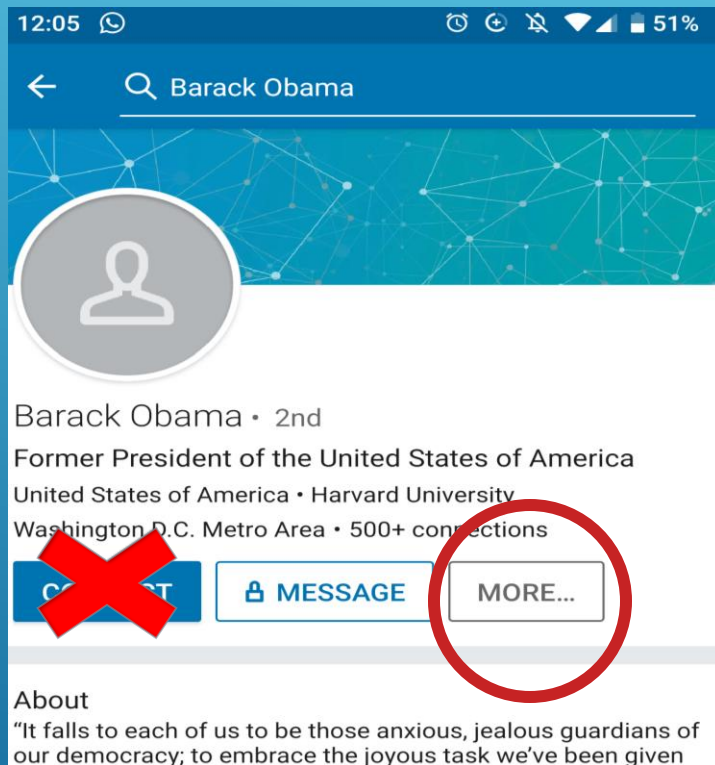 12:05 51%
Barack Obama
Barack Obama • 2nd
Former President of the United States of America
United States of America • Harvard University
Washington D.C. Metro Area • 500+ connections
MESSAGE MORE...
About
“It falls to each of us to be those anxious, jealous guardians of
our democracy; to embrace the joyous task we’ve been given